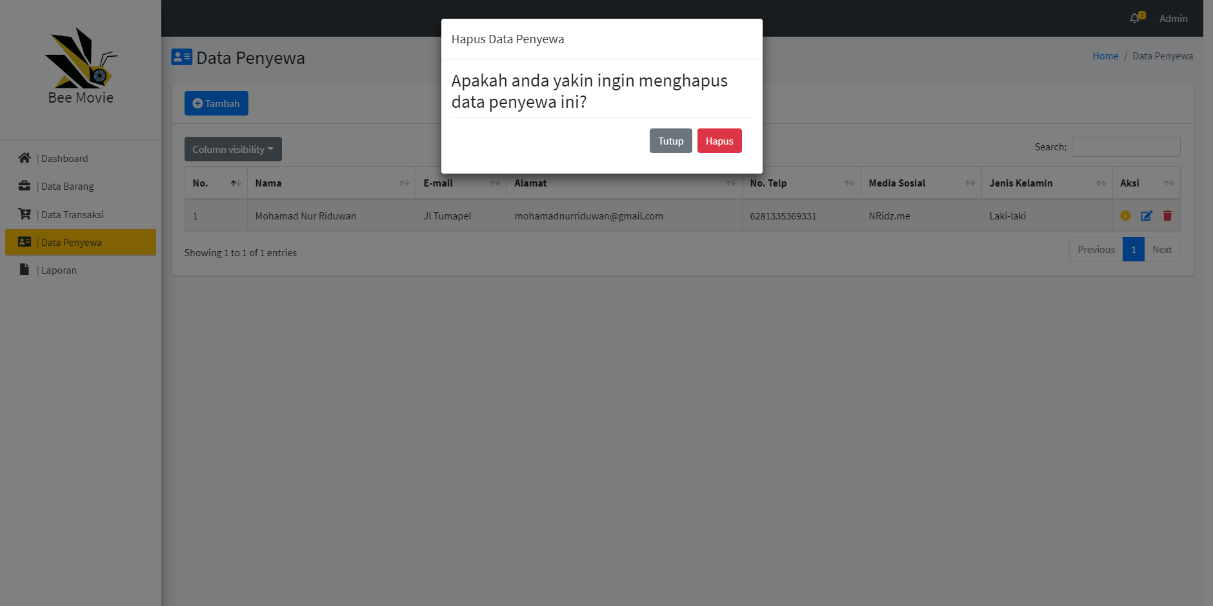 Admin
Hapus Data Penyewa
Apakah anda yakin ingin menghapus
data penyewa ini?
Tutup Hapus
Bee Movie
| Dashboard
| Data Barang
| Data Transaksi
| Data Penyewa
| Laporan
Data Penyewa
Home / Data Penyewa
Tambah
Column visibility
Search:
No. Nama E-mail Alamat No. Telp Media Sosial Jenis Kelamin Aksi
1 Mohamad Nur Riduwan Jl Tumapel mohamadnurriduwan@gmail.com 6281335369331 NRidz.me Laki-laki
Showing 1 to 1 of 1 entries
Previous 1 Next